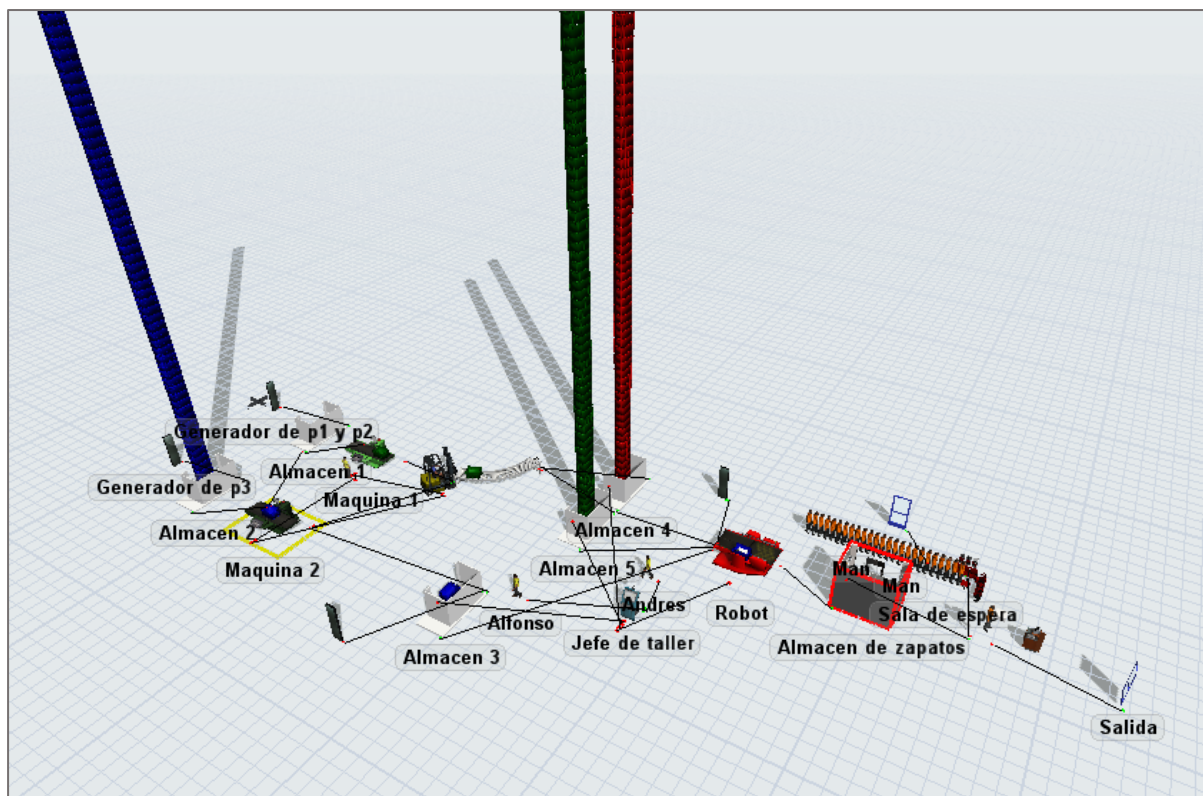 Generador de p1 y p2
Almacen 1
Generador de p3
Maquina 1
Almacen 2
Maquina 2
Almacen 4
Almacen 5
Alfonso
Andres
Jefe de taller
Almacen 3
Robot
Man
Man
Sala de espera
Almacen de zapatos
Salida